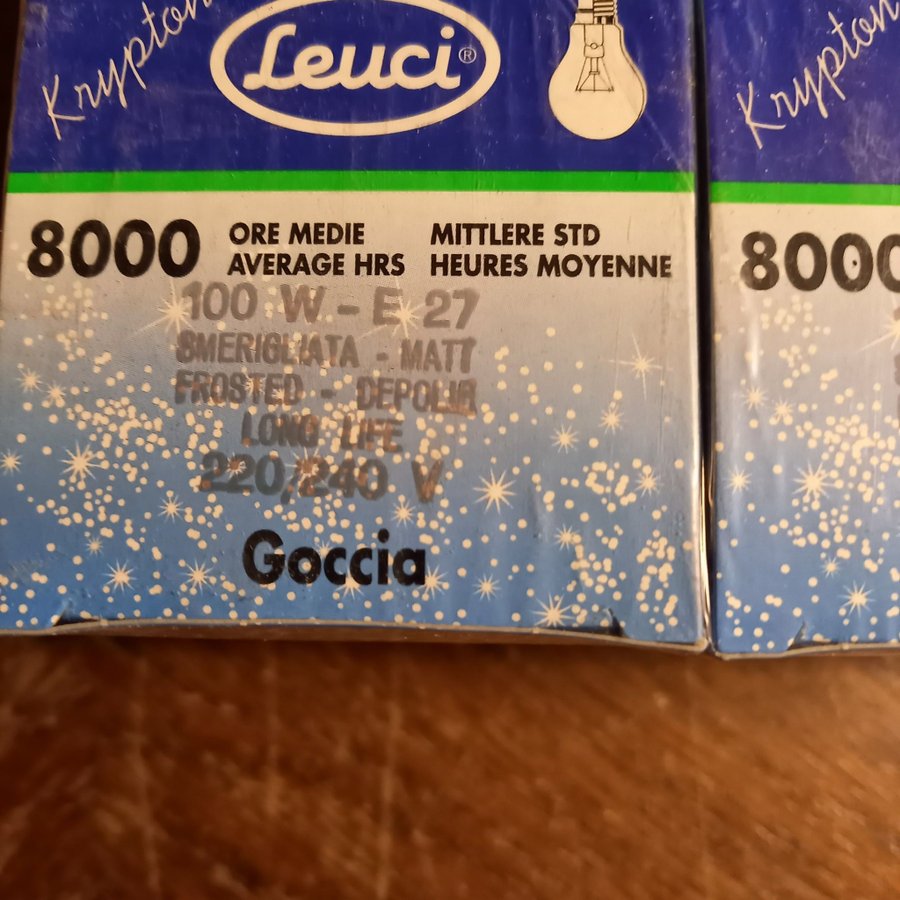 Krypton
Leuci®
8000 ORE MEDIE MITTLERE STD
AVERAGE HRS HEURES MOYENNE
100 W - E 27
SMERIGLIATA - MATT
FROSTED - DEPOLIR
LONG LIFE
220/240 V
Goccia
Krypton
8000